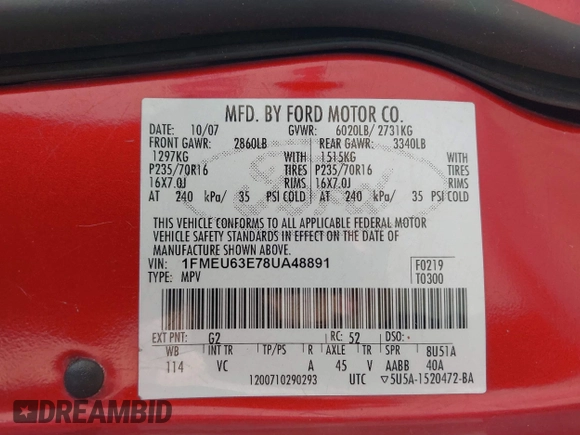 MFD. BY FORD MOTOR CO.
DATE: 10/07 GVWR: 6020LB/ 2731KG
FRONT GAWR: 2860LB REAR GAWR: 3340LB
1297KG WITH 1515KG WITH
P235/70R16 TIRES P235/70R16 TIRES
16X7.0J RIMS 16X7.0J RIMS
AT 240 kPa/ 35 PSI COLD AT 240 kPa/ 35 PSI COLD
THIS VEHICLE CONFORMS TO ALL APPLICABLE FEDERAL MOTOR
VEHICLE SAFETY STANDARDS IN EFFECT ON THE DATE OF
MANUFACTURE SHOWN ABOVE.
VIN: 1FMEU63E78UA48891 F0219
TYPE: MPV T0300
EXT PNT: G2 RC: 52 DSO:
WB INT TR TP/PS R AXLE TR SPR 8U51A
114 VC A 45 V AABB 40A
1200710290293 UTC ▽5U5A-1520472-BA
Ford
DREAMBID